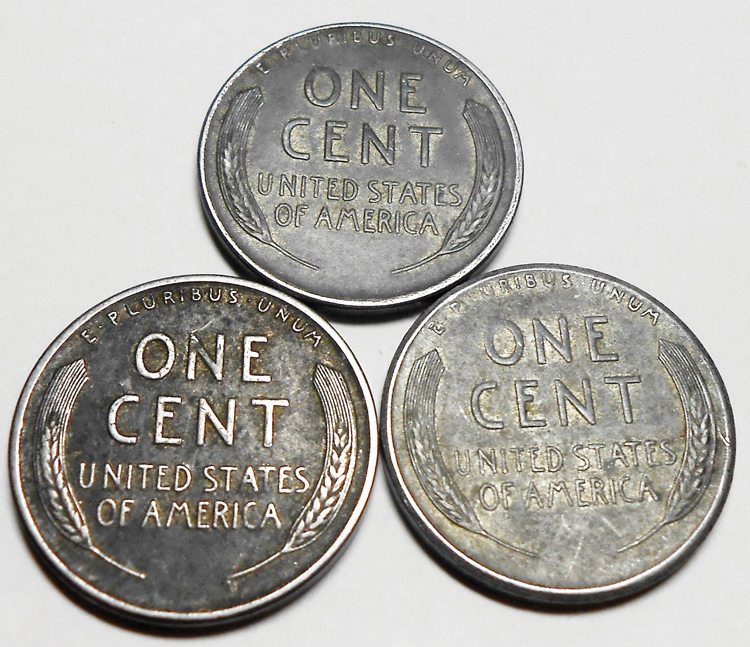 E · PLURIBUS · UNUM
ONE
CENT
UNITED STATES
OF AMERICA
E · PLURIBUS · UNUM
ONE
CENT
UNITED STATES
OF AMERICA
E · PLURIBUS · UNUM
ONE
CENT
UNITED STATES
OF AMERICA